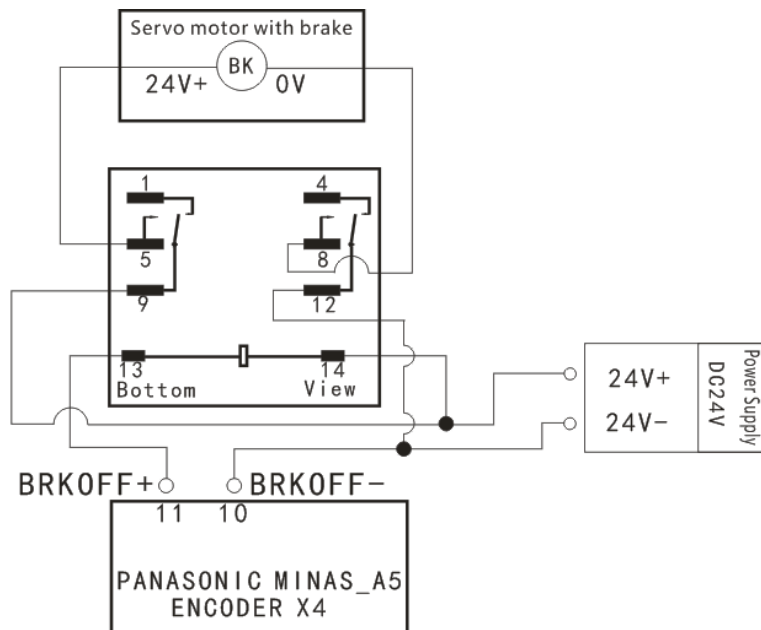 Servo motor with brake
BK
24V+ 0V
1 4
5 8
9 12
13 14
Bottom View
24V+
24V-
DC24V
Power Supply
BRKOFF+ BRKOFF-
11 10
PANASONIC MINAS_A5
ENCODER X4